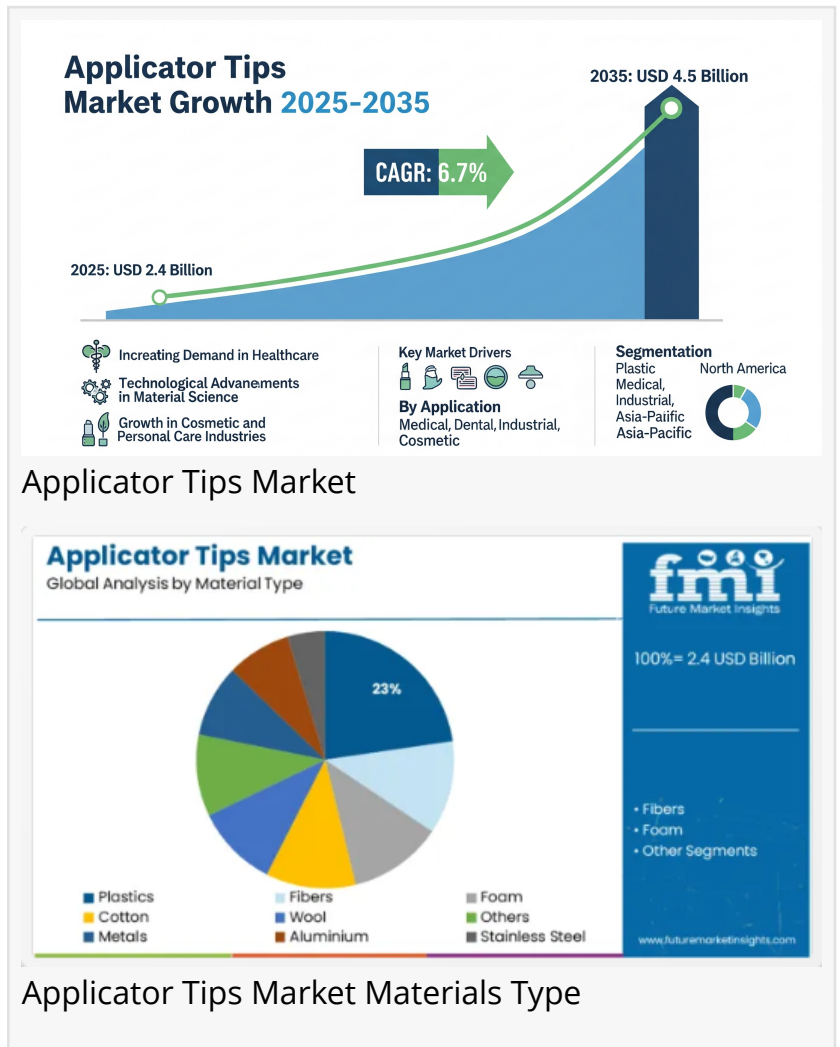 Applicator Tips
Market Growth 2025-2035
2035: USD 4.5 Billion
CAGR: 6.7%
2025: USD 2.4 Billion
Increating Demand in Healthcare
Technological Advanements
in Material Science
Growth in Cosmetic and
Personal Care Industries
Key Market Drivers
By Application
Medical, Dental, Industrial,
Cosmetic
Segmentation
Plastic
Medical,
Industrial,
Asia-Paiific
Asia-Pacific
North America
Applicator Tips Market
Applicator Tips Market
Global Analysis by Material Type
23%
Plastics
Fibers
Foam
Cotton
Wool
Others
Metals
Aluminium
Stainless Steel
fmi
Future Market Insights
100%= 2.4 USD Billion
• Fibers
• Foam
• Other Segments
www.futuremarketinsights.com
Applicator Tips Market Materials Type